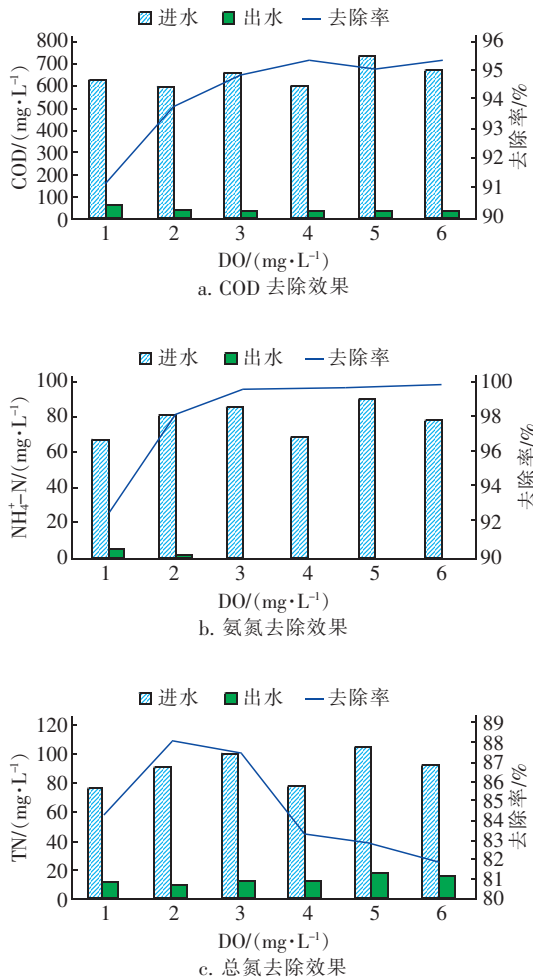 进水 出水 去除率
800
700
600
500
400
300
200
100
0
COD/(mg·L⁻¹)
96
95
94
93
92
91
90
去除率/%
1 2 3 4 5 6
DO/(mg·L⁻¹)
a. COD 去除效果
进水 出水 去除率
100
80
60
40
20
0
NH₄⁺-N/(mg·L⁻¹)
100
98
96
94
92
90
去除率/%
1 2 3 4 5 6
DO/(mg·L⁻¹)
b. 氨氮去除效果
进水 出水 去除率
120
100
80
60
40
20
0
TN/(mg·L⁻¹)
89
88
87
86
85
84
83
82
81
80
去除率/%
1 2 3 4 5 6
DO/(mg·L⁻¹)
c. 总氮去除效果